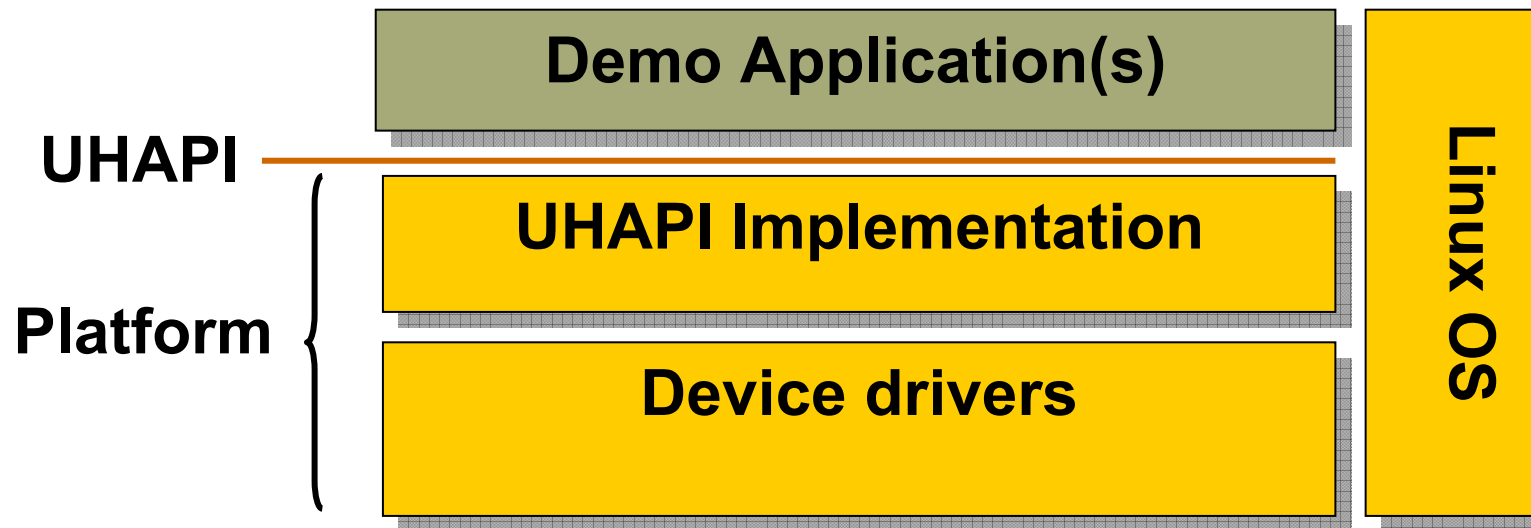 Demo Application(s)
UHAPI
UHAPI Implementation
Platform
Device drivers
Linux OS